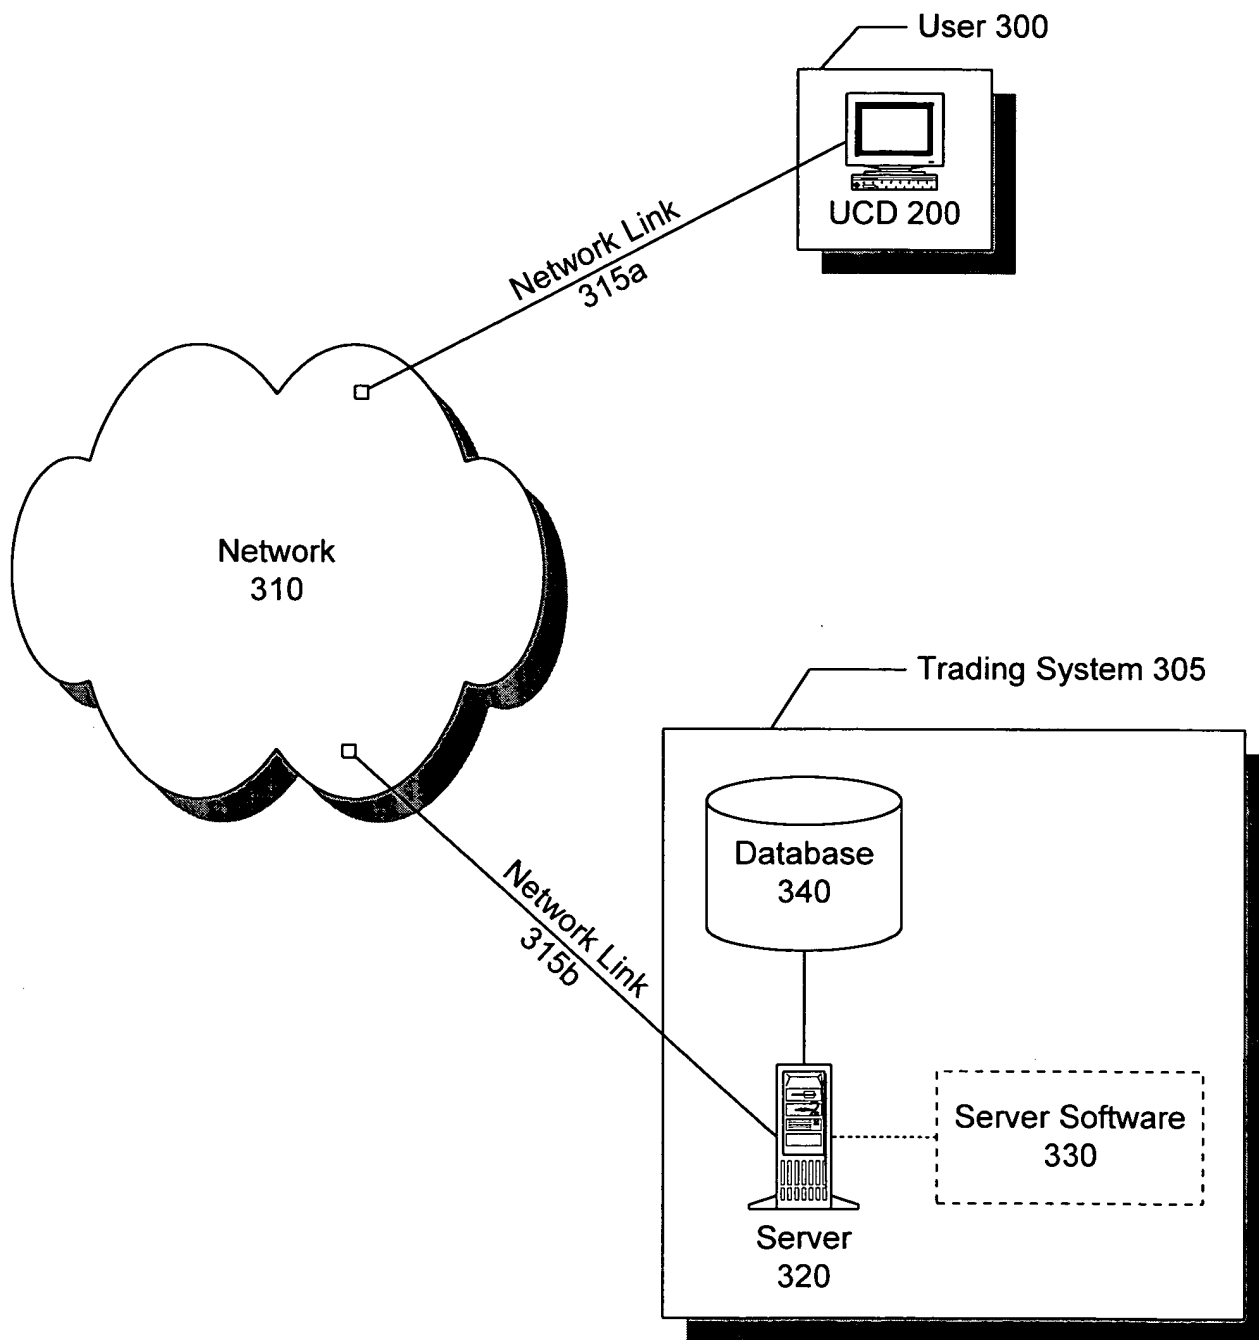 User 300
UCD 200
Network Link
315a
Network
310
Trading System 305
Database
340
Network Link
315b
Server Software
330
Server
320